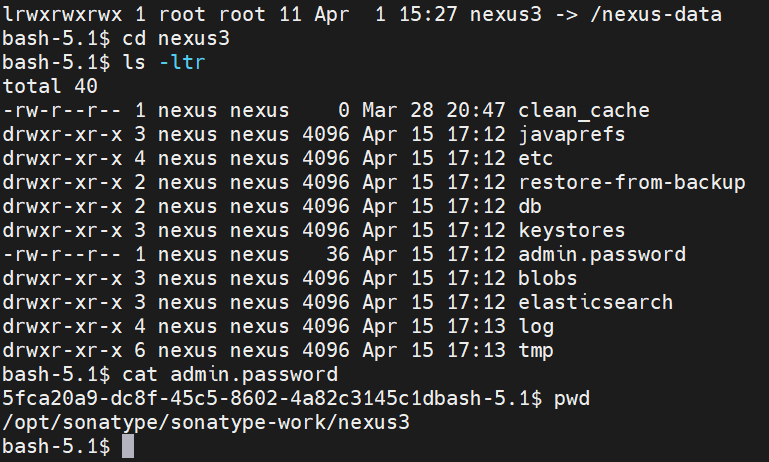 lrwxrwxrwx 1 root root 11 Apr  1 15:27 nexus3 -> /nexus-data
bash-5.1$ cd nexus3
bash-5.1$ ls -ltr
total 40
-rw-r--r-- 1 nexus nexus    0 Mar 28 20:47 clean_cache
drwxr-xr-x 3 nexus nexus 4096 Apr 15 17:12 javaprefs
drwxr-xr-x 4 nexus nexus 4096 Apr 15 17:12 etc
drwxr-xr-x 2 nexus nexus 4096 Apr 15 17:12 restore-from-backup
drwxr-xr-x 2 nexus nexus 4096 Apr 15 17:12 db
drwxr-xr-x 3 nexus nexus 4096 Apr 15 17:12 keystores
-rw-r--r-- 1 nexus nexus   36 Apr 15 17:12 admin.password
drwxr-xr-x 3 nexus nexus 4096 Apr 15 17:12 blobs
drwxr-xr-x 3 nexus nexus 4096 Apr 15 17:12 elasticsearch
drwxr-xr-x 4 nexus nexus 4096 Apr 15 17:13 log
drwxr-xr-x 6 nexus nexus 4096 Apr 15 17:13 tmp
bash-5.1$ cat admin.password
5fca20a9-dc8f-45c5-8602-4a82c3145c1dbash-5.1$ pwd
/opt/sonatype/sonatype-work/nexus3
bash-5.1$